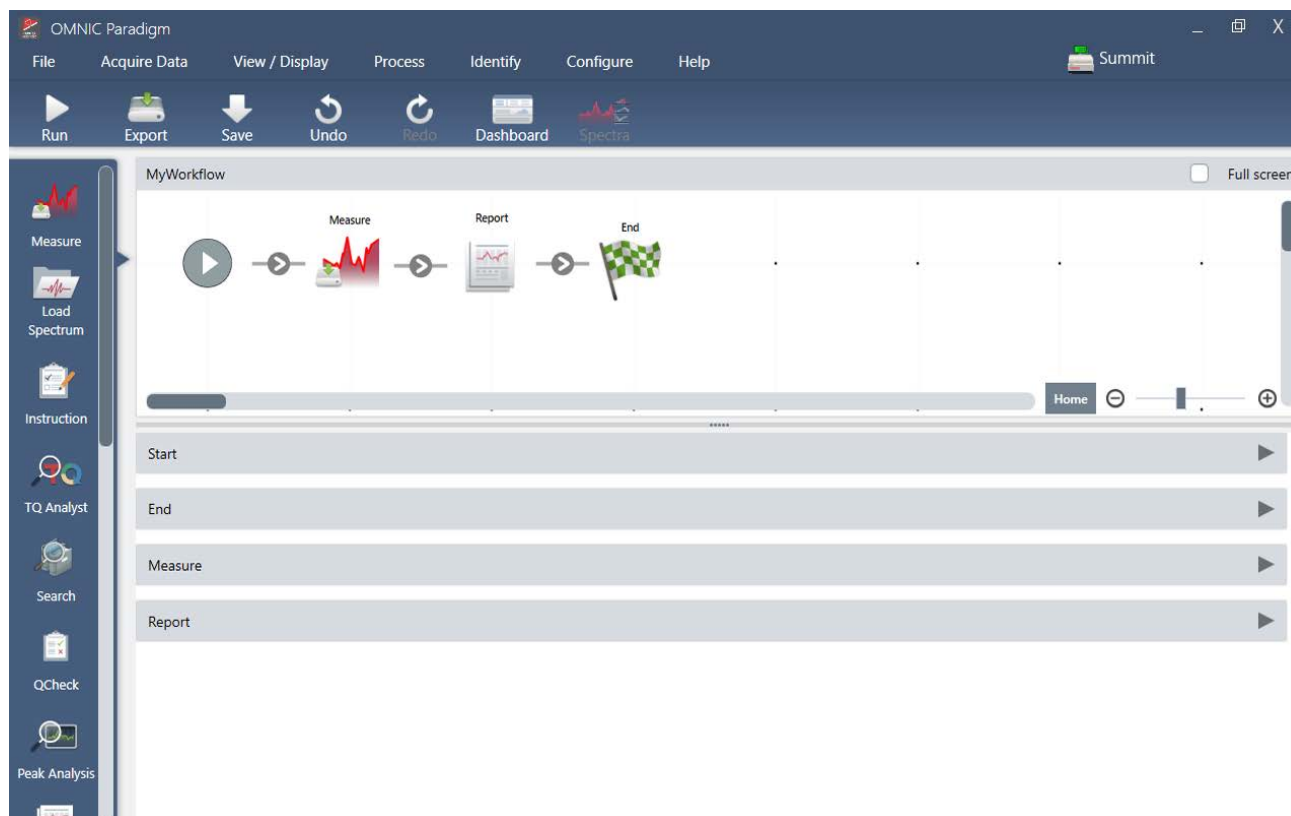 OMNIC Paradigm
File Acquire Data View / Display Process Identify Configure Help Summit
Run Export Save Undo Redo Dashboard Spectra
MyWorkflow Full screen
Measure
Load
Spectrum
Instruction
TQ Analyst
Search
QCheck
Peak Analysis
Measure Report End
Home
Start
End
Measure
Report